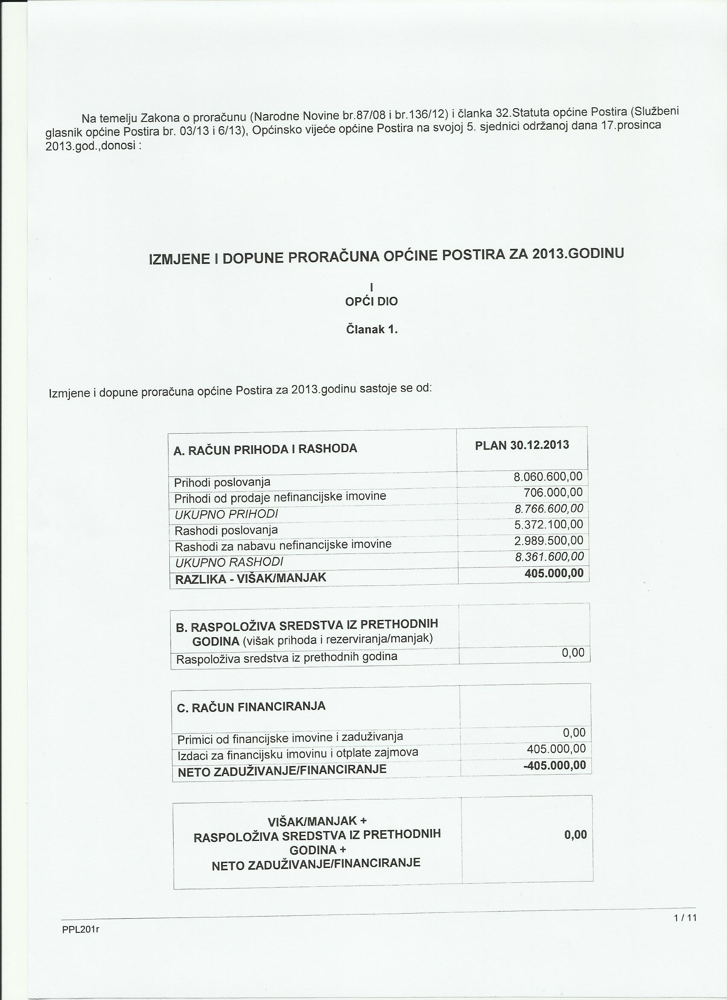 Na temelju Zakona o proračunu (Narodne Novine br.87/08 i br.136/12) i članka 32.Statuta općine Postira (Službeni
glasnik općine Postira br. 03/13 i 6/13), Općinsko vijeće općine Postira na svojoj 5. sjednici održanoj dana 17.prosinca
2013.god.,donosi :
IZMJENE I DOPUNE PRORAČUNA OPĆINE POSTIRA ZA 2013.GODINU
I
OPĆI DIO
Članak 1.
Izmjene i dopune proračuna općine Postira za 2013.godinu sastoje se od:
A. RAČUN PRIHODA I RASHODA PLAN 30.12.2013
Prihodi poslovanja 8.060.600,00
Prihodi od prodaje nefinancijske imovine 706.000,00
UKUPNO PRIHODI 8.766.600,00
Rashodi poslovanja 5.372.100,00
Rashodi za nabavu nefinancijske imovine 2.989.500,00
UKUPNO RASHODI 8.361.600,00
RAZLIKA - VIŠAK/MANJAK 405.000,00
B. RASPOLOŽIVA SREDSTVA IZ PRETHODNIH
GODINA (višak prihoda i rezerviranja/manjak)
Raspoloživa sredstva iz prethodnih godina 0,00
C. RAČUN FINANCIRANJA
Primici od financijske imovine i zaduživanja 0,00
Izdaci za financijsku imovinu i otplate zajmova 405.000,00
NETO ZADUŽIVANJE/FINANCIRANJE -405.000,00
VIŠAK/MANJAK +
RASPOLOŽIVA SREDSTVA IZ PRETHODNIH 0,00
GODINA +
NETO ZADUŽIVANJE/FINANCIRANJE
1 / 11
PPL201r